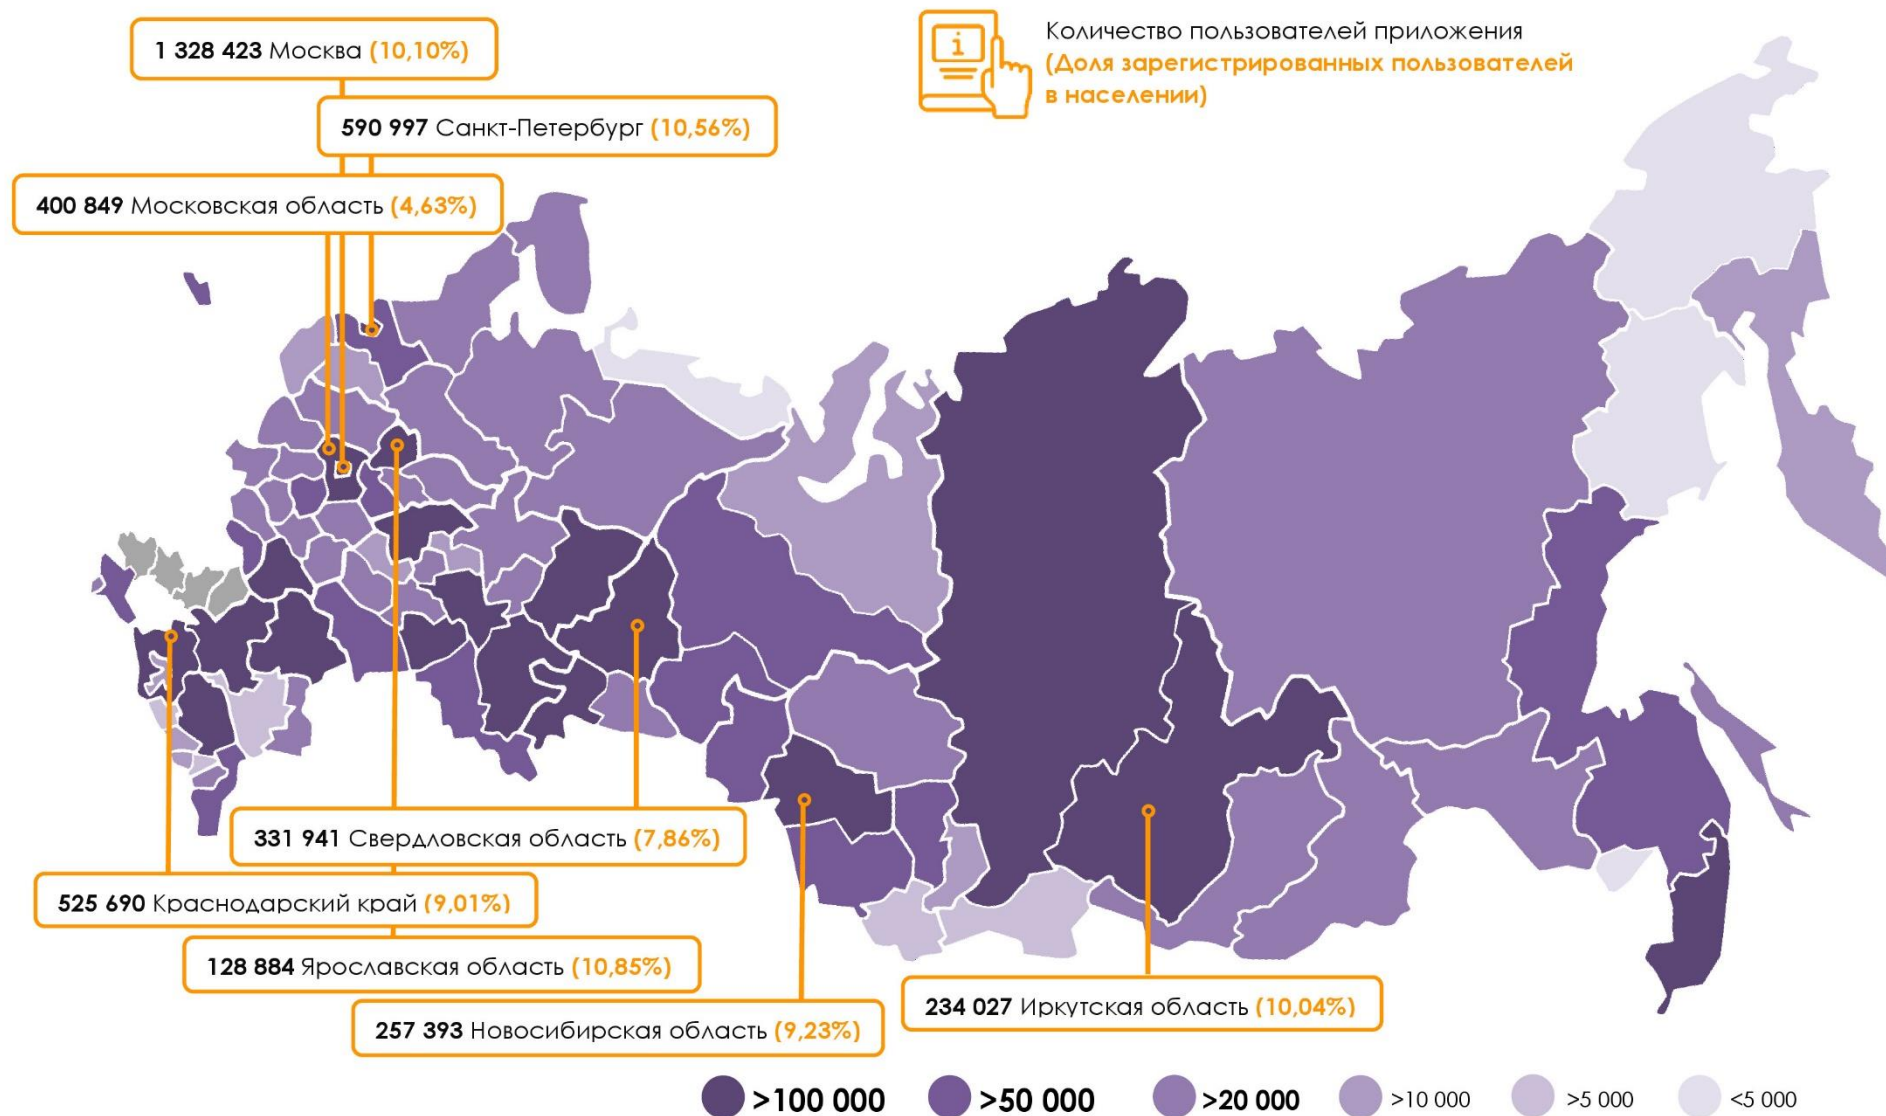 1 328 423 Москва (10,10%)
Количество пользователей приложения
(Доля зарегистрированных пользователей
в населении)
590 997 Санкт-Петербург (10,56%)
400 849 Московская область (4,63%)
331 941 Свердловская область (7,86%)
525 690 Краснодарский край (9,01%)
128 884 Ярославская область (10,85%)
257 393 Новосибирская область (9,23%)
234 027 Иркутская область (10,04%)
>100 000 >50 000 >20 000 >10 000 >5 000 <5 000